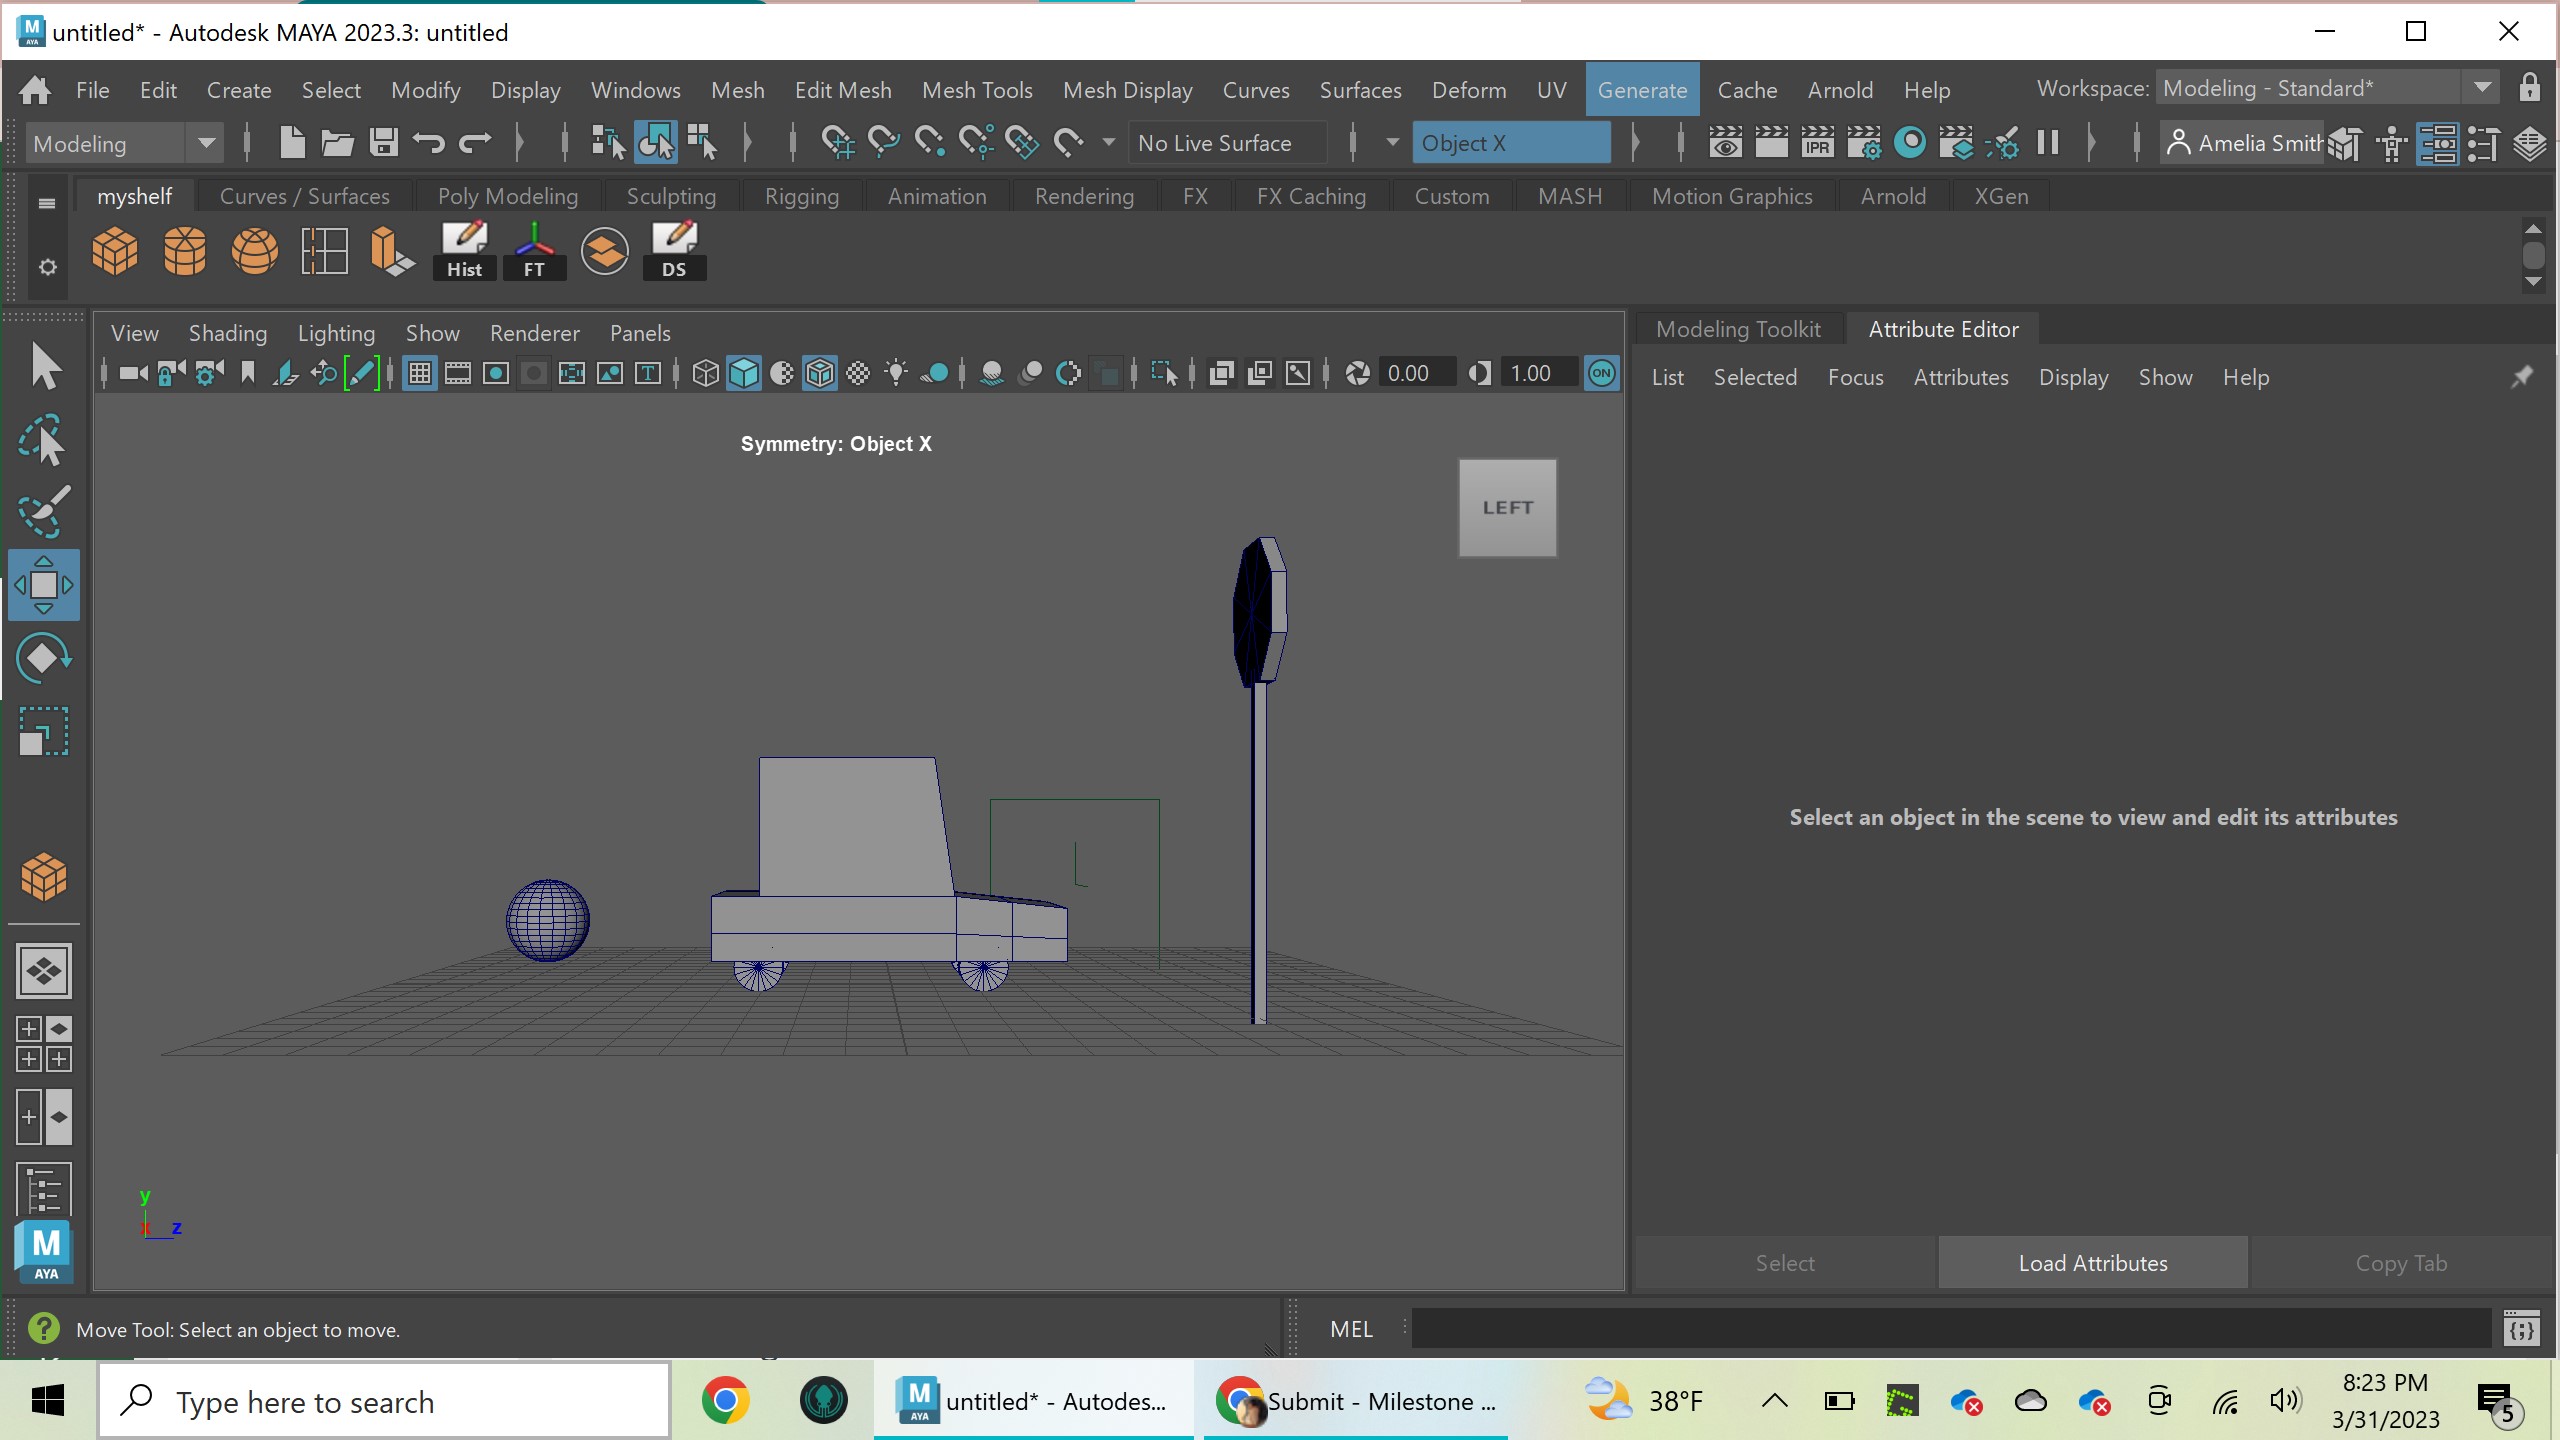 untitled* - Autodesk MAYA 2023.3: untitled
File Edit Create Select Modify Display Windows Mesh Edit Mesh Mesh Tools Mesh Display Curves Surfaces Deform UV Generate Cache Arnold Help Workspace: Modeling - Standard*
Modeling No Live Surface Object X IPR Amelia Smith
myshelf Curves / Surfaces Poly Modeling Sculpting Rigging Animation Rendering FX FX Caching Custom MASH Motion Graphics Arnold XGen
Hist FT DS
View Shading Lighting Show Renderer Panels
0.00 1.00 ON
Modeling Toolkit Attribute Editor
List Selected Focus Attributes Display Show Help
Symmetry: Object X
LEFT
L
Select an object in the scene to view and edit its attributes
y
x z
Select Load Attributes Copy Tab
M
AYA
Move Tool: Select an object to move.
MEL
Type here to search
untitled* - Autodes...
Submit - Milestone ...
38°F
8:23 PM
3/31/2023
5